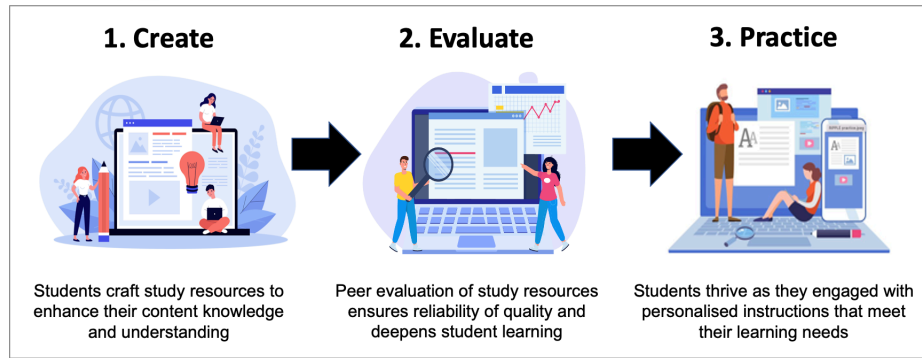 1. Create
2. Evaluate
3. Practice
AA
Students craft study resources to
enhance their content knowledge
and understanding
Peer evaluation of study resources
ensures reliability of quality and
deepens student learning
Students thrive as they engaged with
personalised instructions that meet
their learning needs